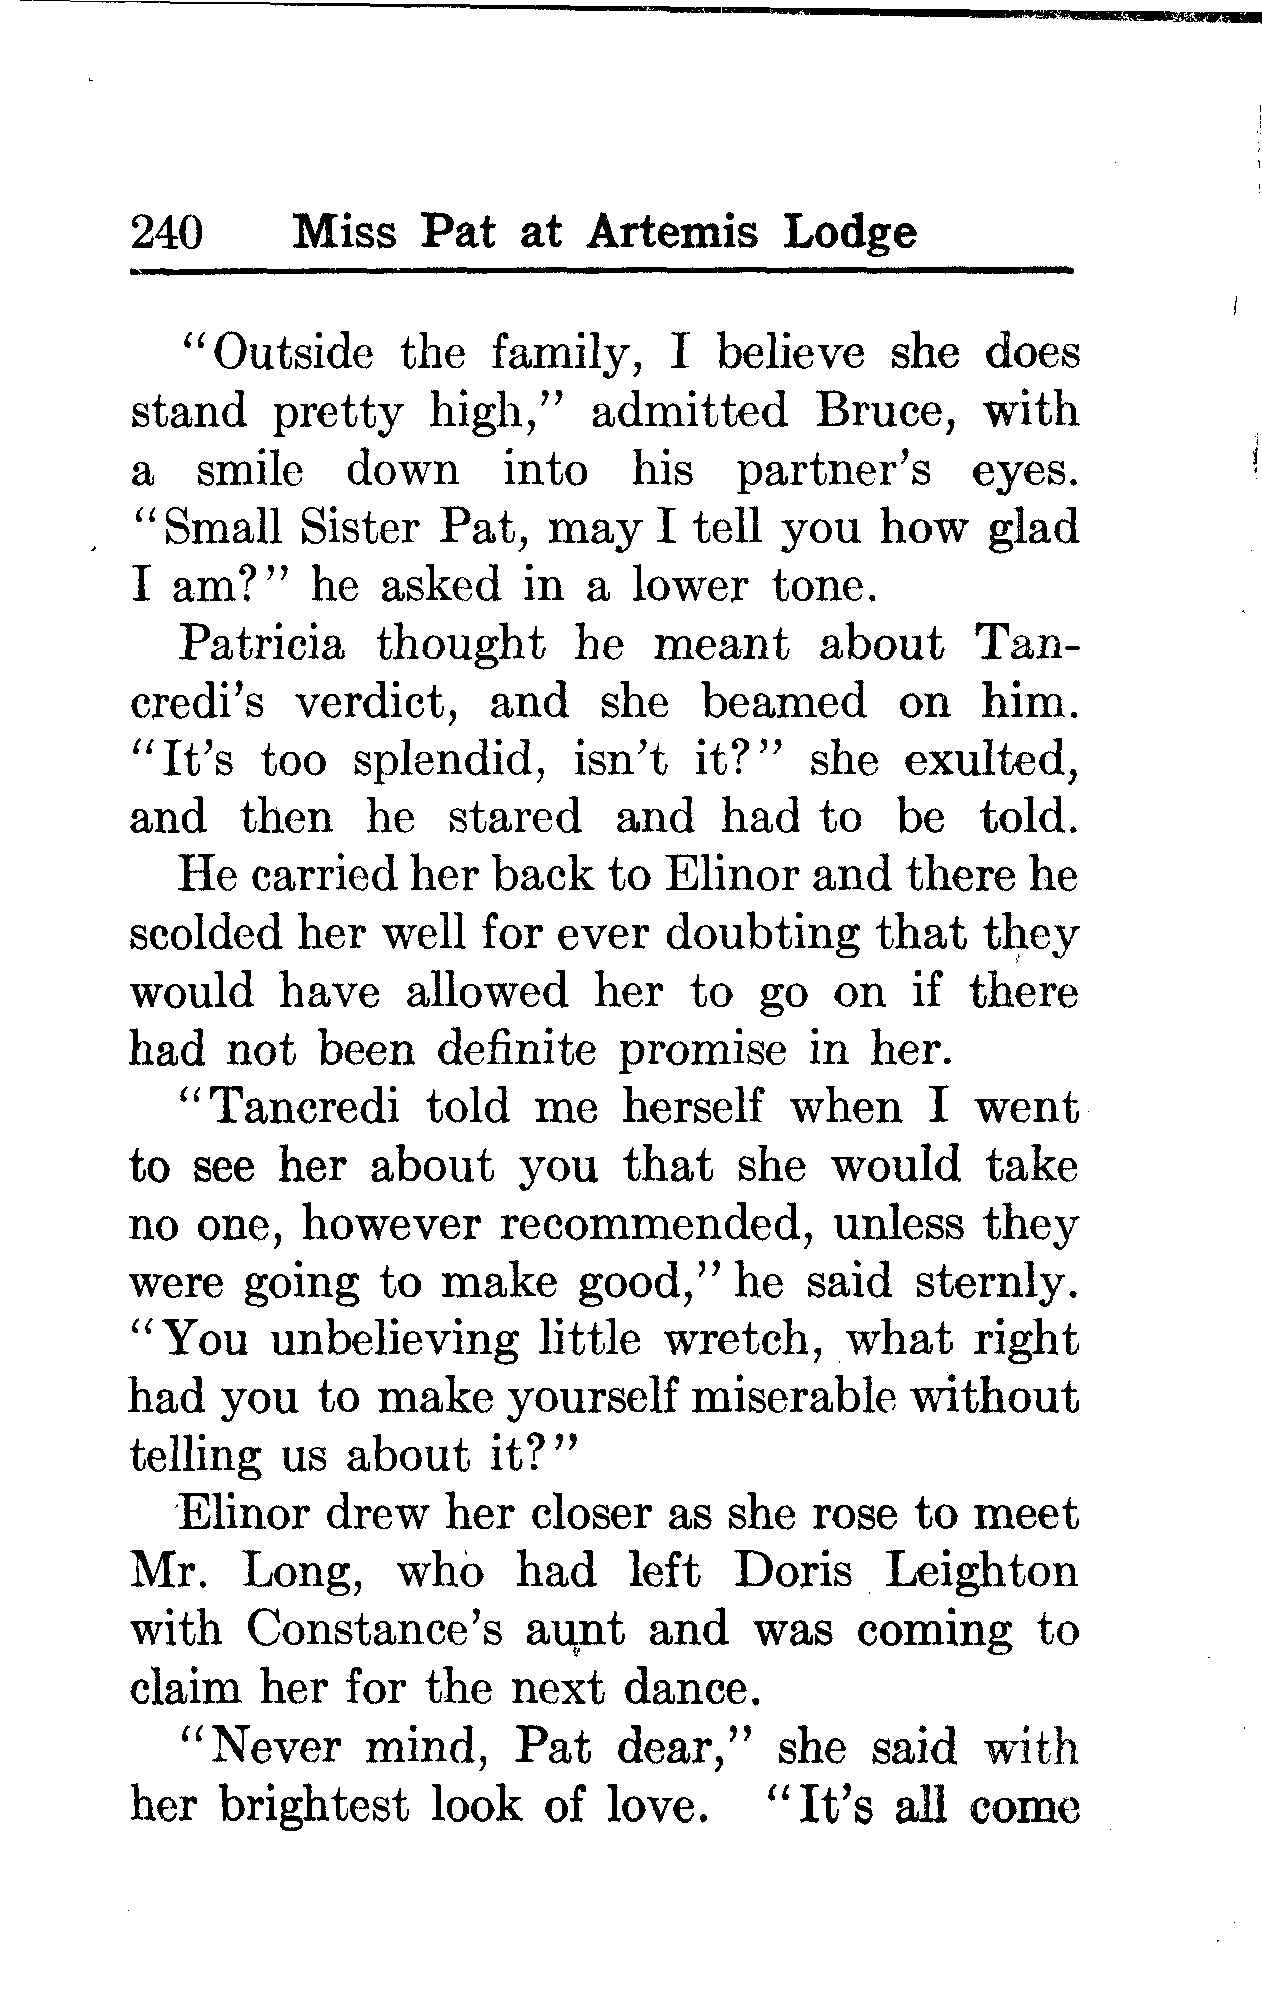 240 Miss Pat at Artemis Lodge
"Outside the family, I believe she does
stand pretty high," admitted Bruce, with
a smile down into his partner's eyes.
"Small Sister Pat, may I tell you how glad
I am?" he asked in a lower tone.
Patricia thought he meant about Tan-
credi's verdict, and she beamed on him.
"It's too splendid, isn't it?" she exulted,
and then he stared and had to be told.
He carried her back to Elinor and there he
scolded her well for ever doubting that they
would have allowed her to go on if there
had not been definite promise in her.
"Tancredi told me herself when I went
to see her about you that she would take
no one, however recommended, unless they
were going to make good," he said sternly.
"You unbelieving little wretch, what right
had you to make yourself miserable without
telling us about it?"
Elinor drew her closer as she rose to meet
Mr. Long, who had left Doris Leighton
with Constance's aunt and was coming to
claim her for the next dance.
"Never mind, Pat dear," she said with
her brightest look of love. "It's all come